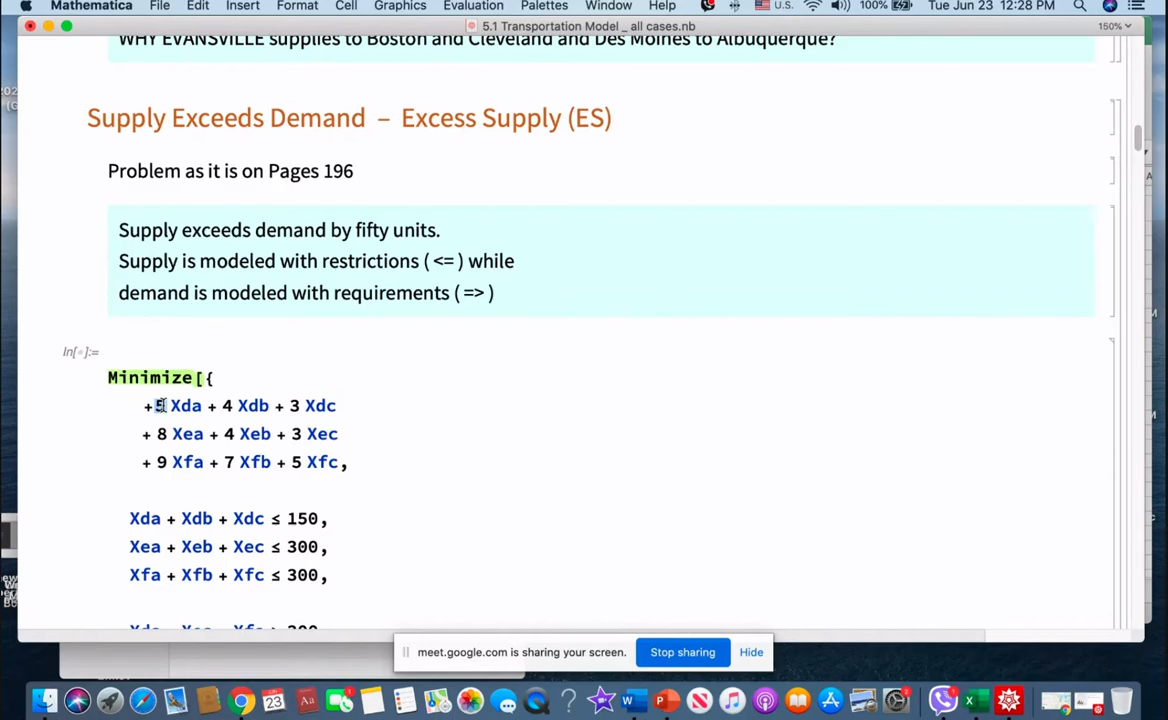 Mathematica File Edit Insert Format Cell Graphics Evaluation Palettes Window Help U.S. 100% Tue Jun 23 12:28 PM
5.1 Transportation Model _ all cases.nb 150%
WHY EVANSVILLE supplies to Boston and Cleveland and Des Moines to Albuquerque?
Supply Exceeds Demand – Excess Supply (ES)
Problem as it is on Pages 196
Supply exceeds demand by fifty units.
Supply is modeled with restrictions ( <= ) while
demand is modeled with requirements ( => )
In[ ]:=
Minimize[{
+5 Xda + 4 Xdb + 3 Xdc
+ 8 Xea + 4 Xeb + 3 Xec
+ 9 Xfa + 7 Xfb + 5 Xfc,
Xda + Xdb + Xdc ≤ 150,
Xea + Xeb + Xec ≤ 300,
Xfa + Xfb + Xfc ≤ 300,
meet.google.com is sharing your screen. Stop sharing Hide